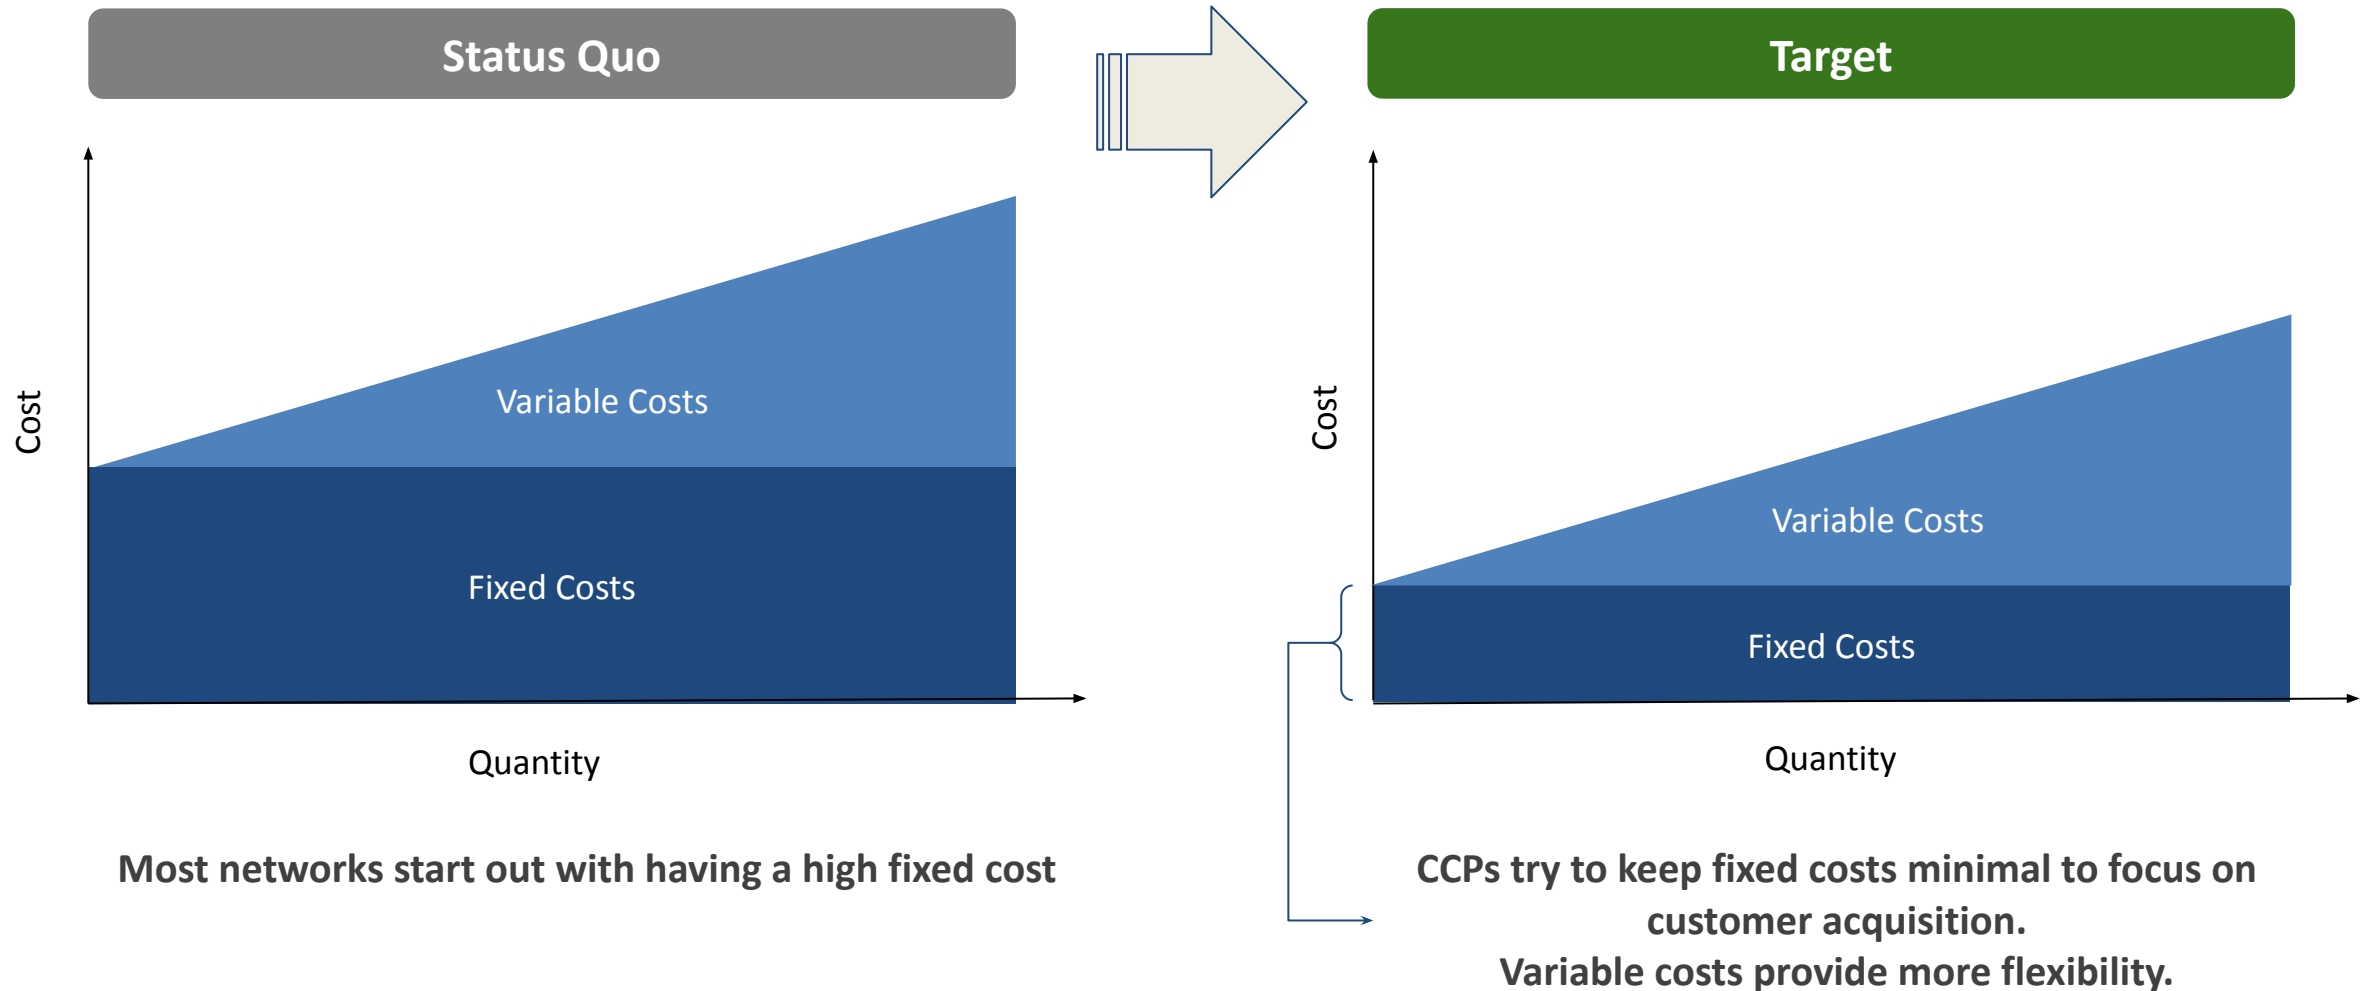 Status Quo
Target
Cost
Variable Costs
Fixed Costs
Quantity
Most networks start out with having a high fixed cost
Cost
Variable Costs
Fixed Costs
Quantity
CCPs try to keep fixed costs minimal to focus on
customer acquisition.
Variable costs provide more flexibility.